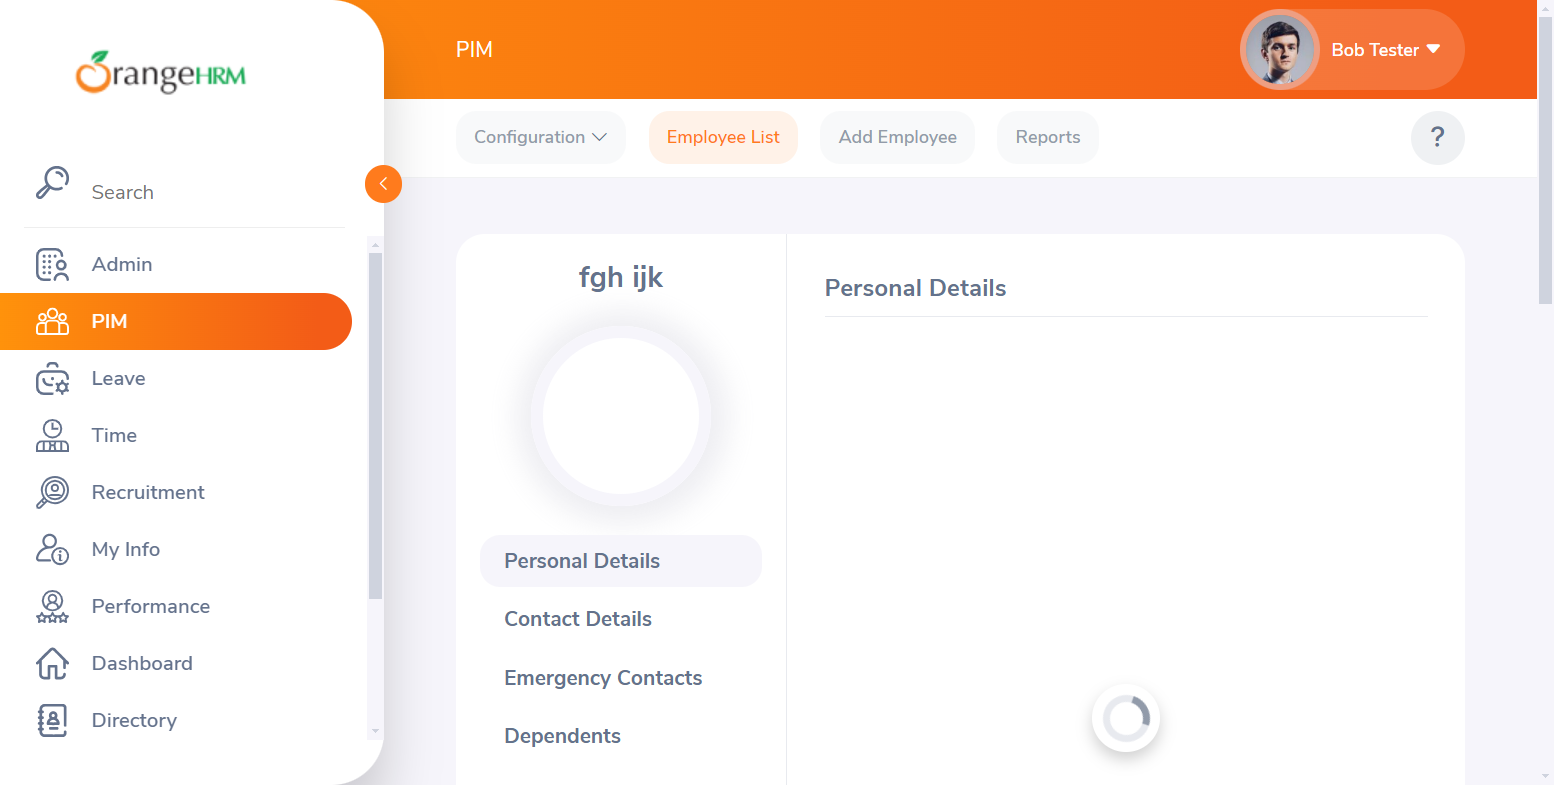 OrangeHRM
PIM
Bob Tester
Configuration
Employee List
Add Employee
Reports
?
Search
Admin
PIM
Leave
Time
Recruitment
My Info
Performance
Dashboard
Directory
fgh ijk
Personal Details
Contact Details
Emergency Contacts
Dependents
Personal Details